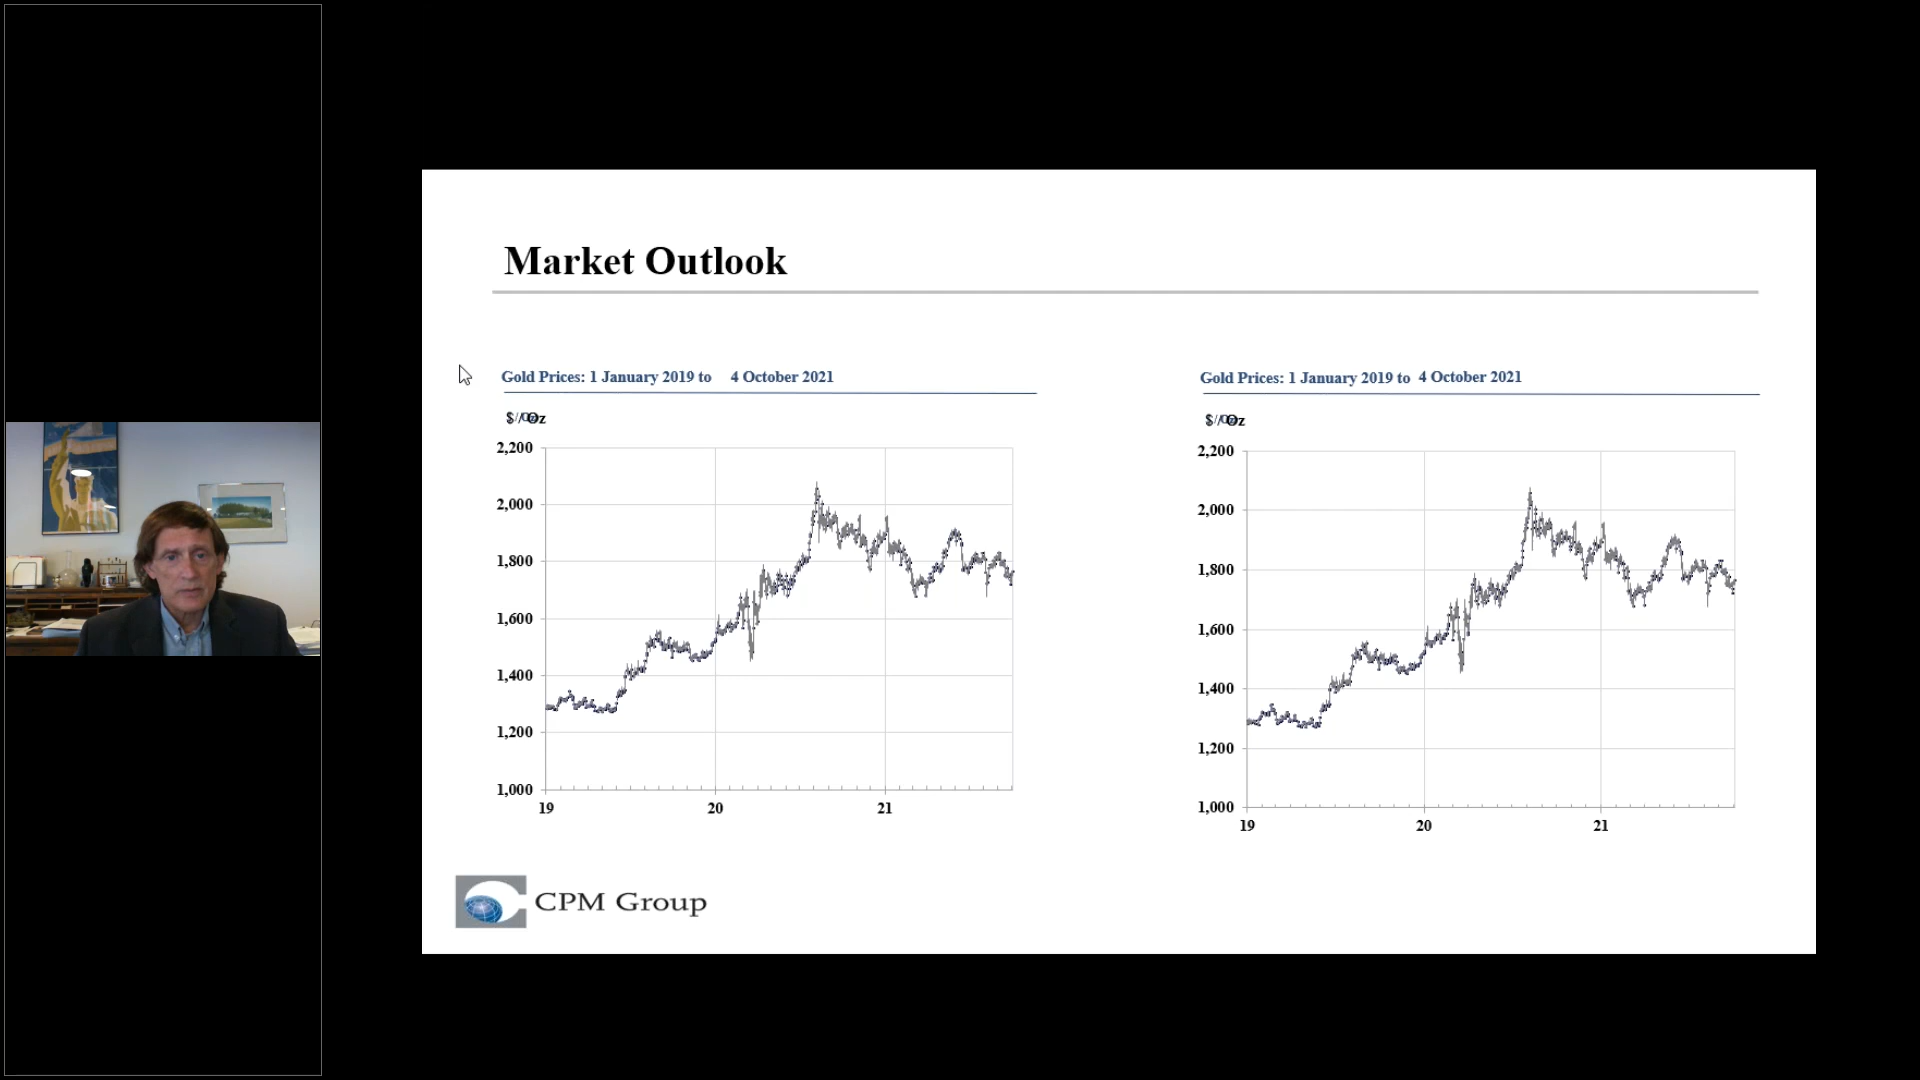 Market Outlook
Gold Prices: 1 January 2019 to 4 October 2021
2,200
2,000
1,800
1,600
1,400
1,200
1,000
19 20 21
Gold Prices: 1 January 2019 to 4 October 2021
2,200
2,000
1,800
1,600
1,400
1,200
1,000
19 20 21
CPM Group